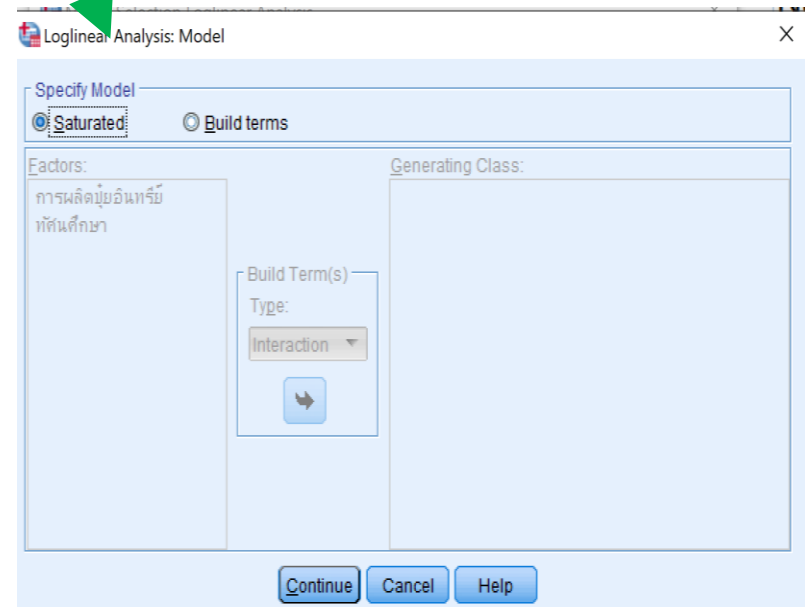 Loglinear Analysis: Model
Specify Model
Saturated Build terms
Factors: Generating Class:
การผลิตปุ๋ยอินทรีย์
ทัศนศึกษา
Build Term(s)
Type:
Interaction
Continue Cancel Help